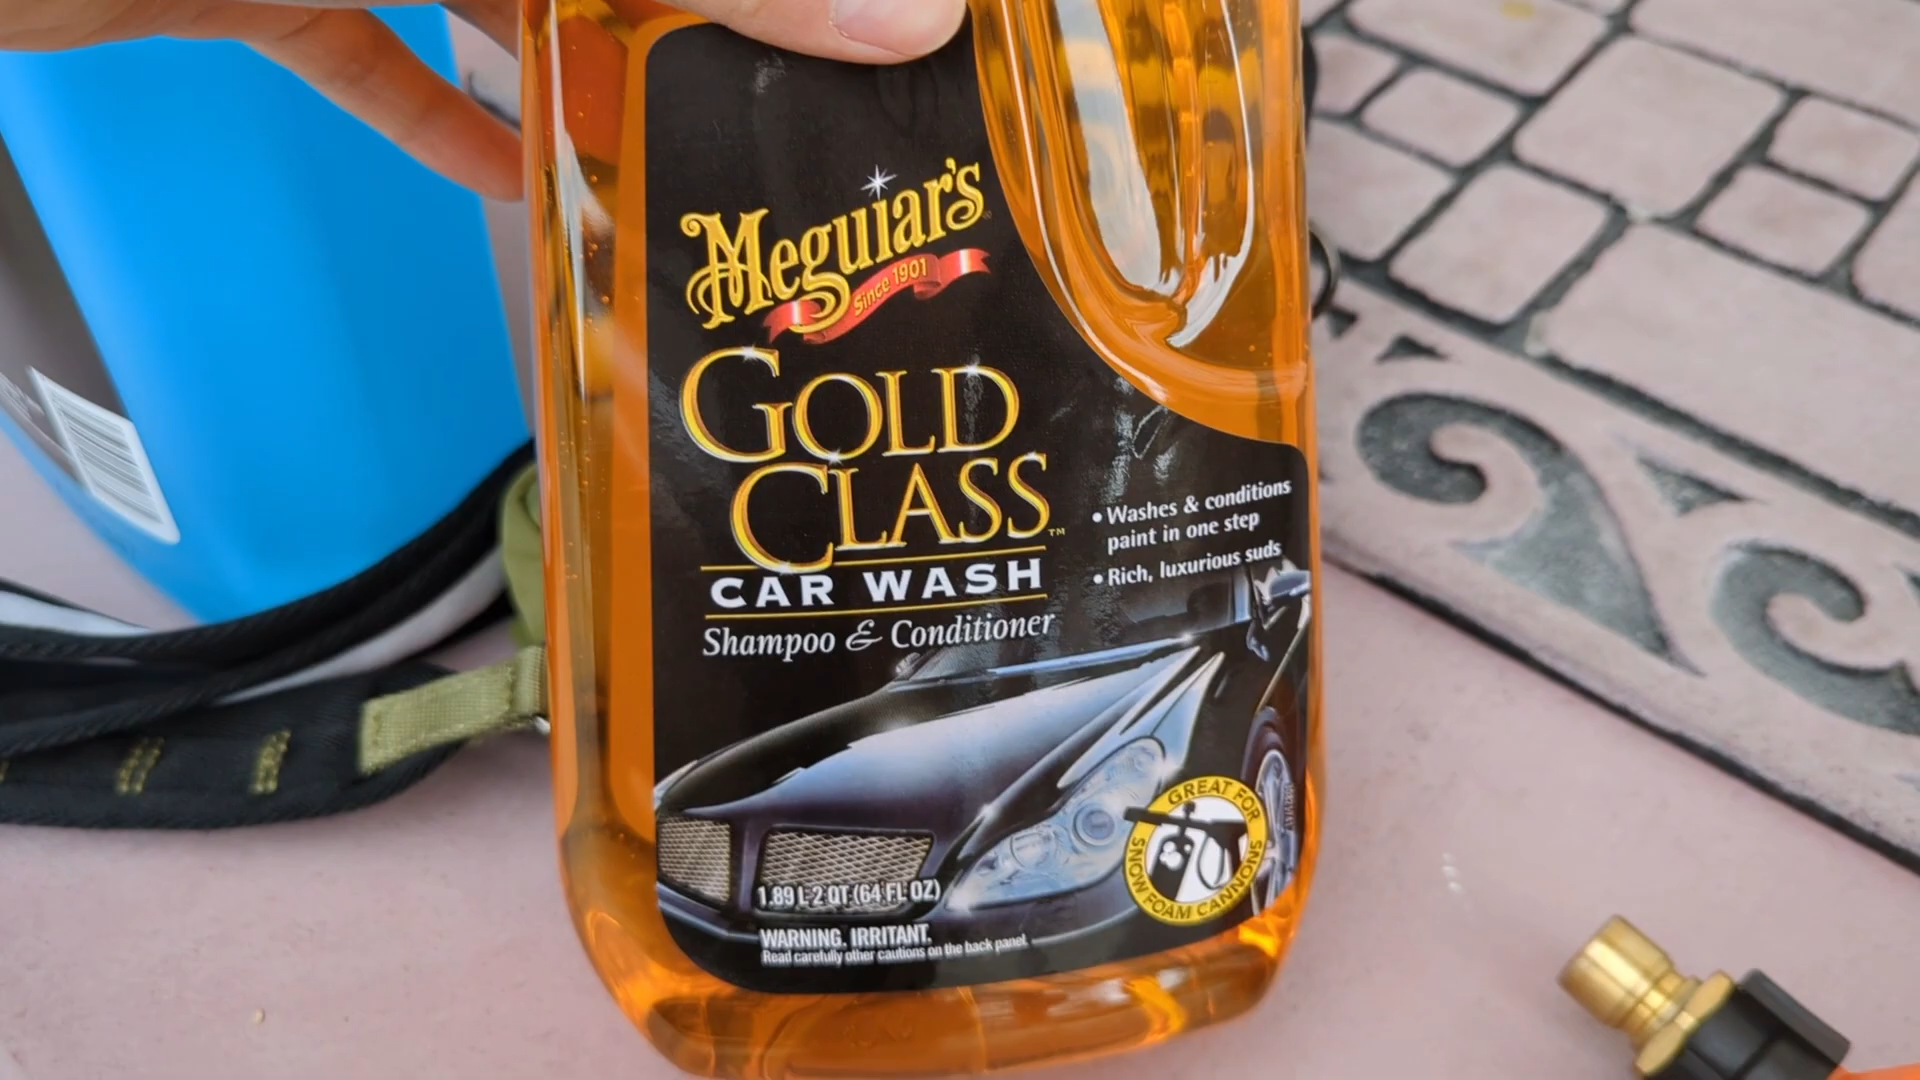 Meguiar's
Since 1901
GOLD
CLASS™
CAR WASH
Shampoo & Conditioner
• Washes & conditions
paint in one step
• Rich, luxurious suds
GREAT FOR
SNOW FOAM CANNONS
1.89 L-2 QT (64 FL OZ)
WARNING. IRRITANT.
Read carefully other cautions on the back panel.